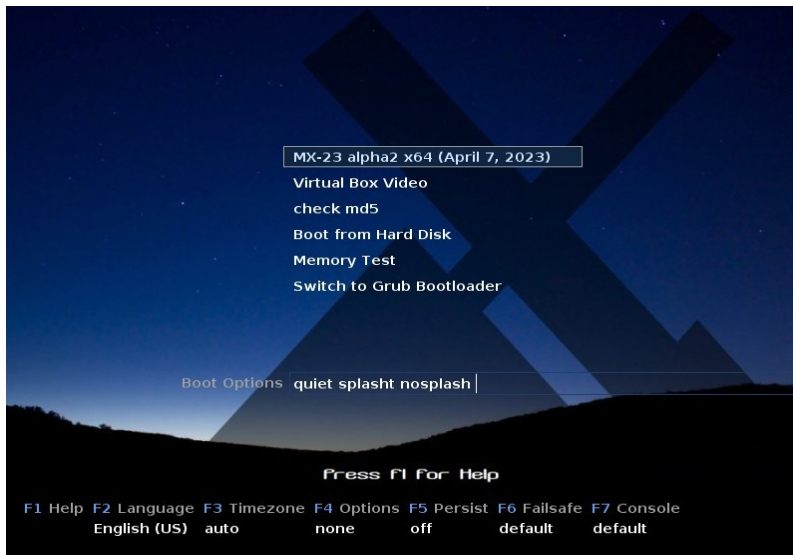 MX-23 alpha2 x64 (April 7, 2023)
Virtual Box Video
check md5
Boot from Hard Disk
Memory Test
Switch to Grub Bootloader
Boot Options quiet splasht nosplash
Press F1 for Help
F1 Help F2 Language F3 Timezone F4 Options F5 Persist F6 Failsafe F7 Console
English (US) auto none off default default